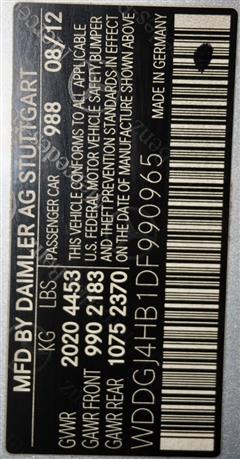 MFD BY DAIMLER AG STUTTGART
KG LBS PASSENGER CAR 988 08/12
GVWR 2020 4453 THIS VEHICLE CONFORMS TO ALL APPLICABLE
GAWR FRONT 990 2183 U.S. FEDERAL MOTOR VEHICLE SAFETY, BUMPER
GAWR REAR 1075 2370 AND THEFT PREVENTION STANDARDS IN EFFECT
ON THE DATE OF MANUFACTURE SHOWN ABOVE
WDDGJ4HB1DF990965 MADE IN GERMANY